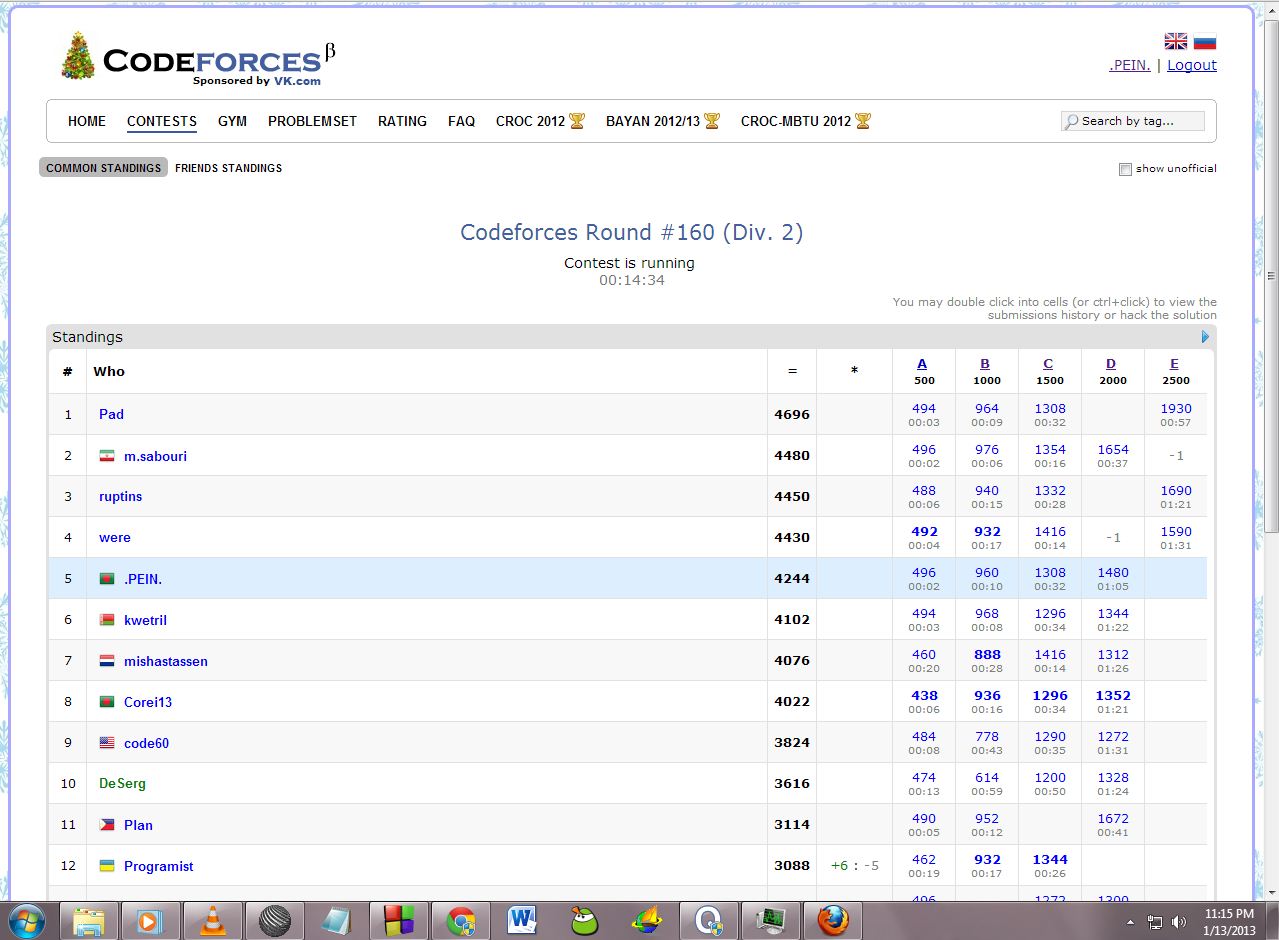 CODEFORCES β
Sponsored by VK.com
.PEIN. | Logout
HOME CONTESTS GYM PROBLEMSET RATING FAQ CROC 2012 BAYAN 2012/13 CROC-MBTU 2012 Search by tag...
COMMON STANDINGS FRIENDS STANDINGS show unofficial
Codeforces Round #160 (Div. 2)
Contest is running
00:14:34
You may double click into cells (or ctrl+click) to view the
submissions history or hack the solution
Standings
# Who = * A B C D E
500 1000 1500 2000 2500
1 Pad 4696 494 964 1308 1930
00:03 00:09 00:32 00:57
2 m.sabouri 4480 496 976 1354 1654 -1
00:02 00:06 00:16 00:37
3 ruptins 4450 488 940 1332 1690
00:06 00:15 00:28 01:21
4 were 4430 492 932 1416 -1 1590
00:04 00:17 00:14 01:31
5 .PEIN. 4244 496 960 1308 1480
00:02 00:10 00:32 01:05
6 kwetril 4102 494 968 1296 1344
00:03 00:08 00:34 01:22
7 mishastassen 4076 460 888 1416 1312
00:20 00:28 00:14 01:26
8 Corei13 4022 438 936 1296 1352
00:06 00:16 00:34 01:21
9 code60 3824 484 778 1290 1272
00:08 00:43 00:35 01:31
10 DeSerg 3616 474 614 1200 1328
00:13 00:59 00:50 01:24
11 Plan 3114 490 952 1672
00:05 00:12 00:41
12 Programist 3088 +6 : -5 462 932 1344
00:19 00:17 00:26
11:15 PM
1/13/2013